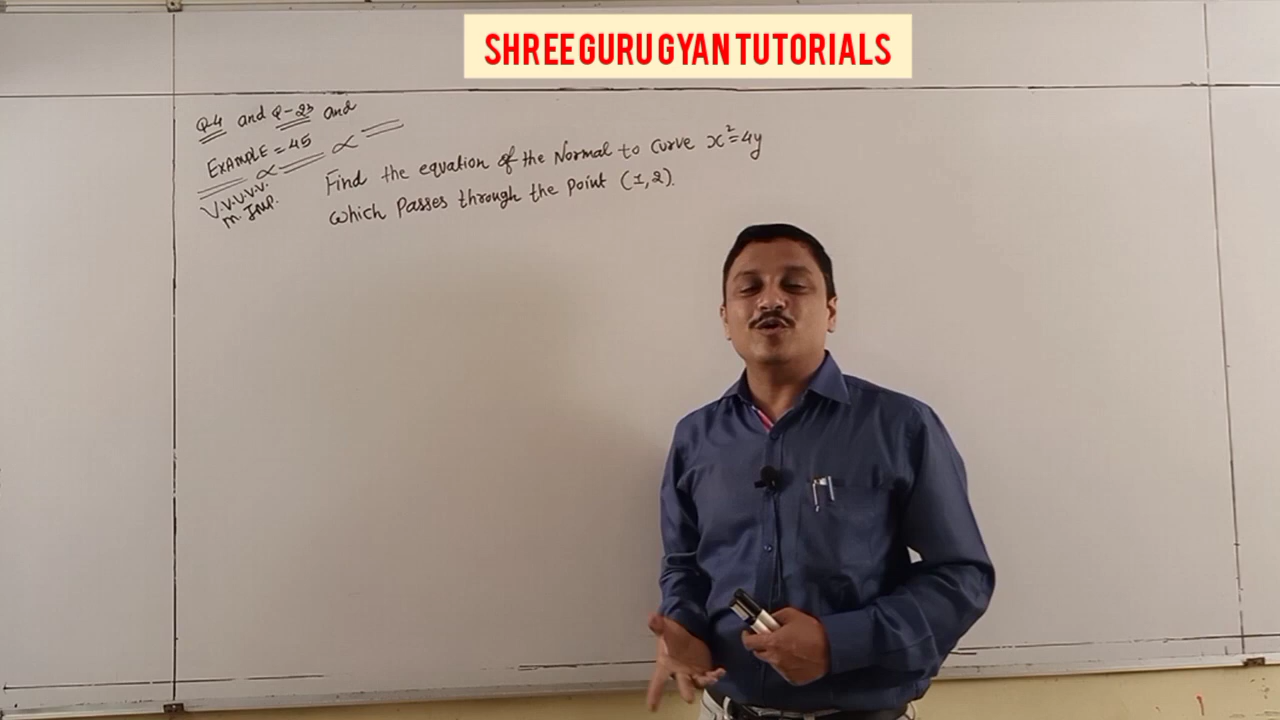 SHREE GURU GYAN TUTORIALS
Q-4 and Q-23 and
EXAMPLE = 45
V.V.V.V.V.
m. Imp.
Find the equation of the Normal to curve x²=4y
which Passes through the Point (1,2).